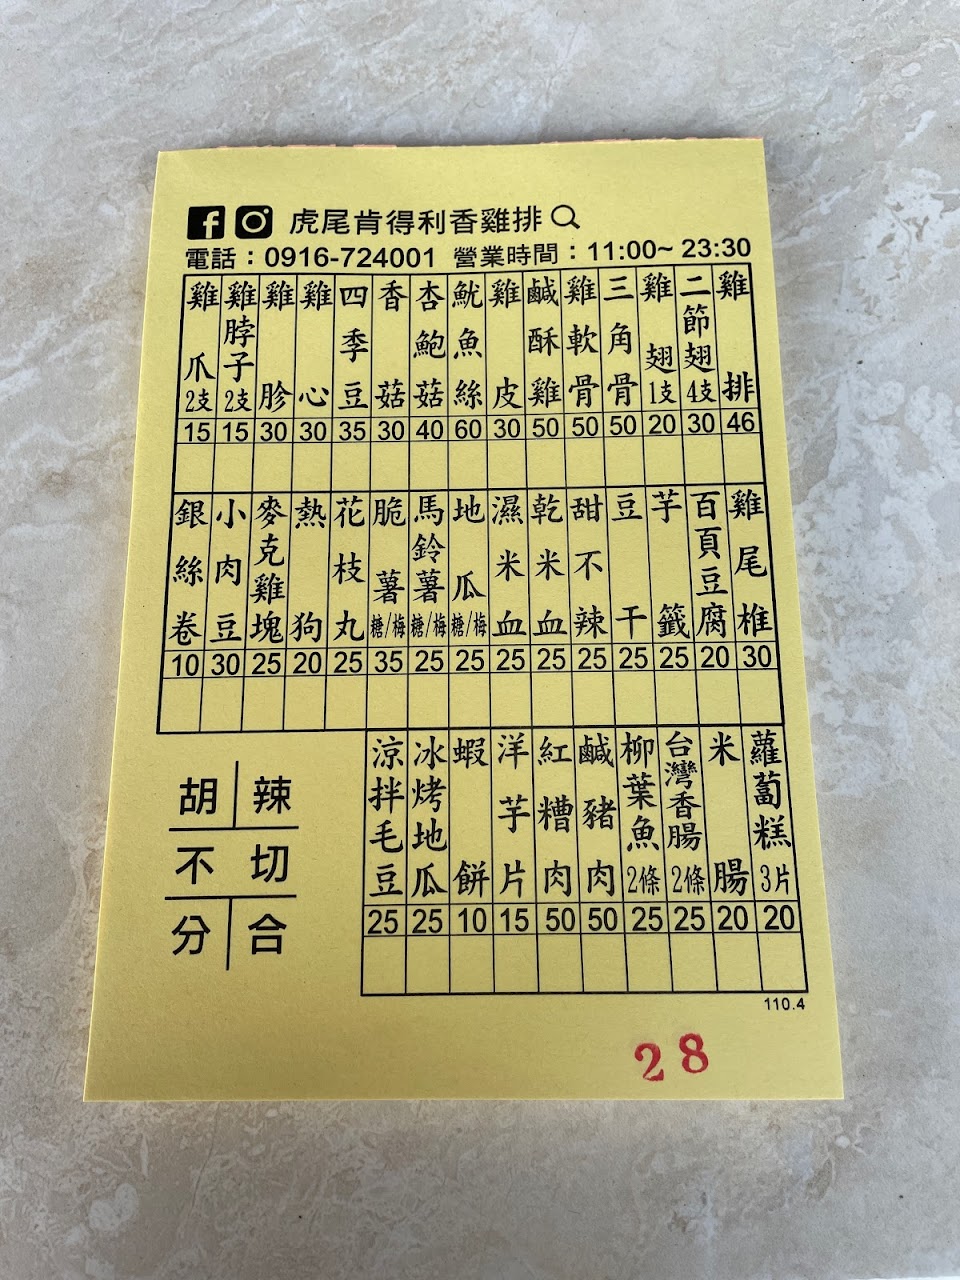 虎尾肯得利香雞排
電話：0916-724001 營業時間：11:00~23:30
雞排 46
二節翅4支 30
雞翅1支 20
三角骨 50
雞軟骨 50
鹹酥雞 50
雞皮 30
魷魚絲 60
杏鮑菇 40
香菇 30
四季豆 35
雞心 30
雞胗 30
雞脖子2支 15
雞爪2支 15
雞尾椎 30
百頁豆腐 20
芋籤 25
豆干 25
甜不辣 25
乾米血 25
濕米血 25
地瓜糖/梅 25
馬鈴薯糖/梅 25
脆薯糖/梅 35
花枝丸 25
熱狗 20
麥克雞塊 25
小肉豆 30
銀絲卷 10
蘿蔔糕3片 20
米腸 20
台灣香腸2條 25
柳葉魚2條 25
鹹豬肉 50
紅糟肉 50
洋芋片 15
蝦餅 10
冰烤地瓜 25
涼拌毛豆 25
胡 辣
不 切
分 合
110.4
28